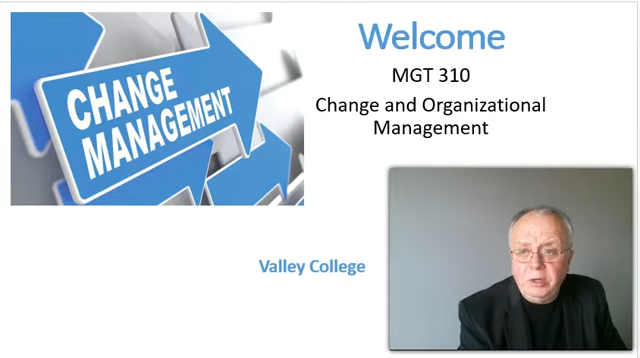 CHANGE
MANAGEMENT
Welcome
MGT 310
Change and Organizational
Management
Valley College